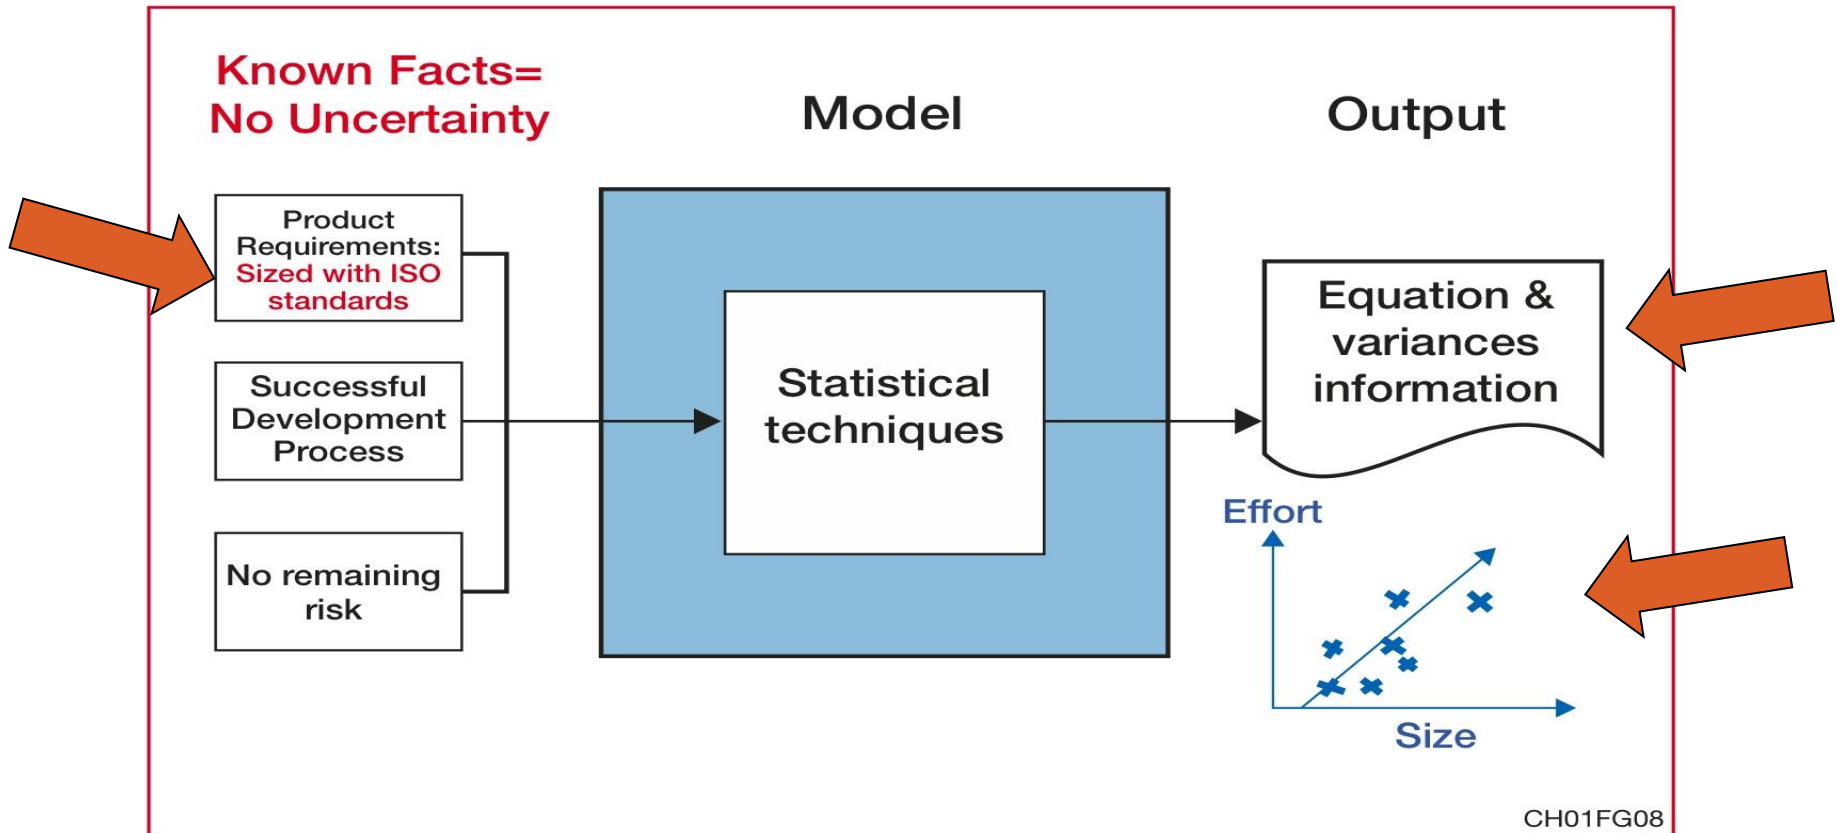 Known Facts=
No Uncertainty
Model
Output
Product
Requirements:
Sized with ISO
standards
Successful
Development
Process
No remaining
risk
Statistical
techniques
Equation &
variances
information
Effort
Size
CH01FG08